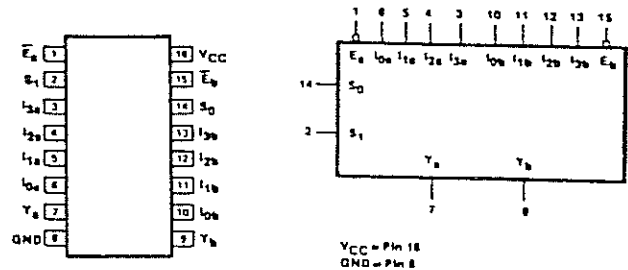 E̅a 1 16 VCC
S1 2 15 E̅b
I3a 3 14 S0
I2a 4 13 I3b
I1a 5 12 I2b
I0a 6 11 I1b
Ya 7 10 I0b
GND 8 9 Yb
1 6 5 4 3 10 11 12 13 15
Ea I0a I1a I2a I3a I0b I1b I2b I3b Eb
14 S0
2 S1
Ya Yb
7 9
VCC = Pin 16
GND = Pin 8